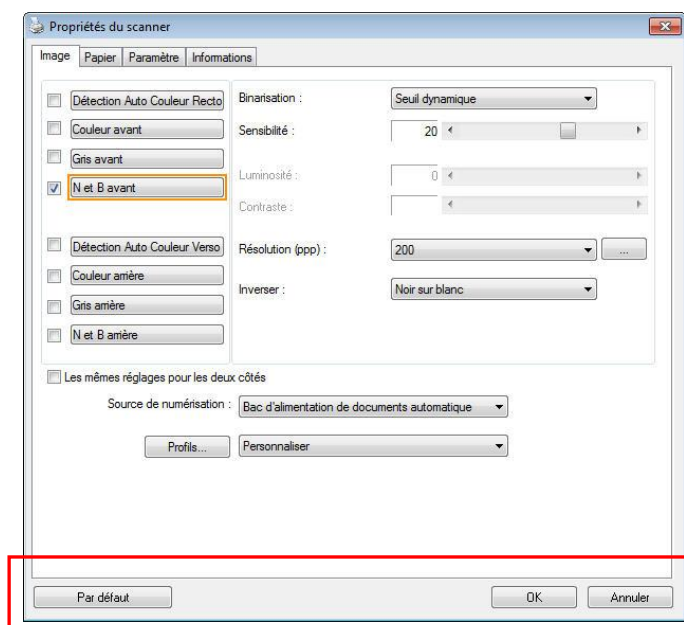 Propriétés du scanner
Image Papier Paramètre Informations
Détection Auto Couleur Recto
Couleur avant
Gris avant
N et B avant
Détection Auto Couleur Verso
Couleur arrière
Gris arrière
N et B arrière
Binarisation : Seuil dynamique
Sensibilité : 20
Luminosité : 0
Contraste :
Résolution (ppp) : 200 ...
Inverser : Noir sur blanc
Les mêmes réglages pour les deux côtés
Source de numérisation : Bac d'alimentation de documents automatique
Profils... Personnaliser
Par défaut OK Annuler